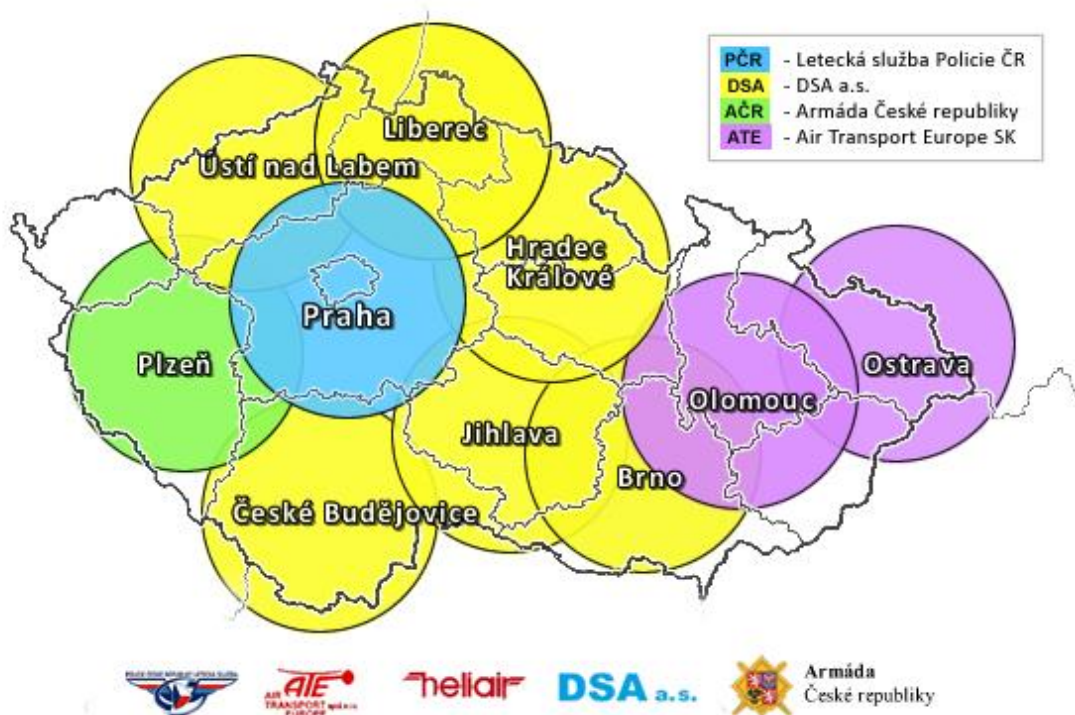 PČR - Letecká služba Policie ČR
DSA - DSA a.s.
AČR - Armáda České republiky
ATE - Air Transport Europe SK
Liberec
Ústí nad Labem
Hradec
Králové
Praha
Plzeň
Ostrava
Olomouc
Jihlava
Brno
České Budějovice
ATE
AIR
TRANSPORT
EUROPE
heliair
DSA a.s.
Armáda
České republiky